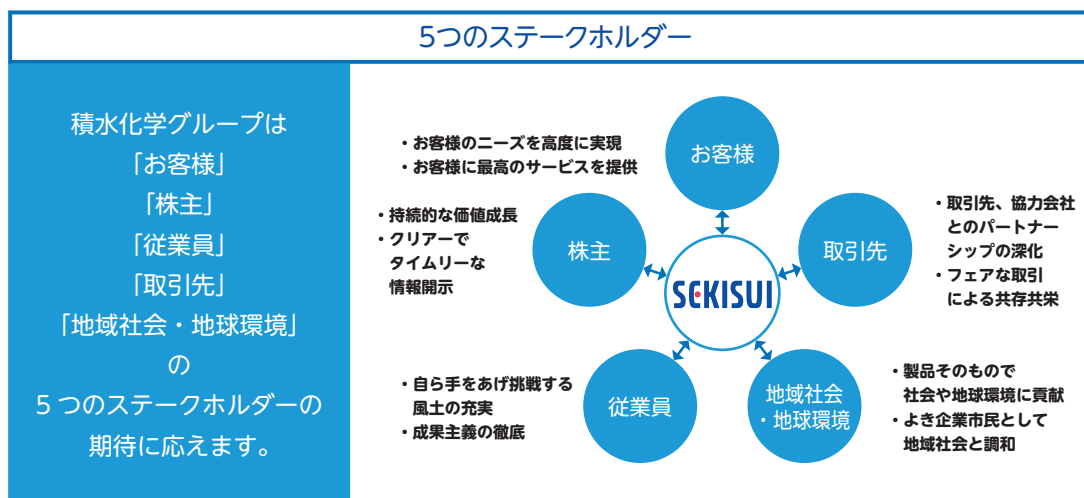 5つのステークホルダー
積水化学グループは
「お客様」
「株主」
「従業員」
「取引先」
「地域社会・地球環境」
の
5 つのステークホルダーの
期待に応えます。
・お客様のニーズを高度に実現
・お客様に最高のサービスを提供
お客様
・持続的な価値成長
・クリアーで
タイムリーな
情報開示
株主
SEKISUI
取引先
・取引先、協力会社
とのパートナー
シップの深化
・フェアな取引
による共存共栄
・自ら手をあげ挑戦する
風土の充実
・成果主義の徹底
従業員
地域社会
・地球環境
・製品そのもので
社会や地球環境に貢献
・よき企業市民として
地域社会と調和